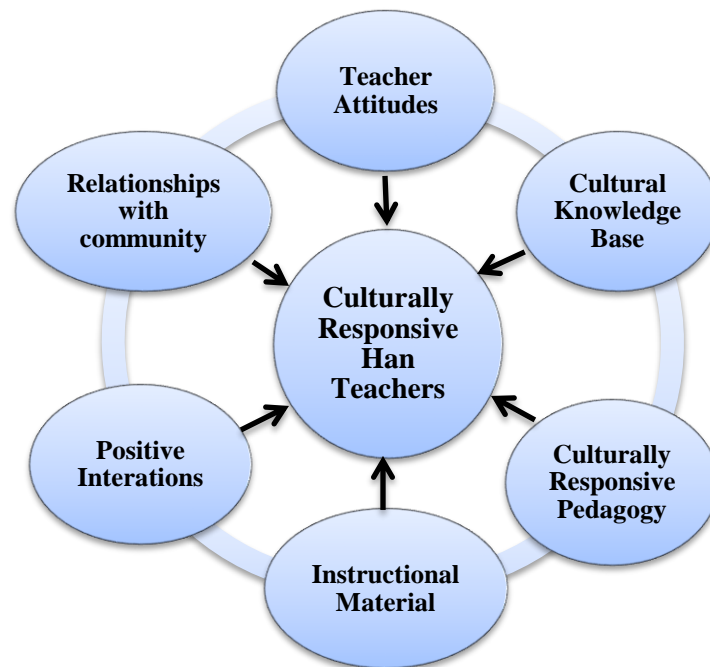 Teacher
Attitudes
Relationships
with
community
Cultural
Knowledge
Base
Culturally
Responsive
Han
Teachers
Positive
Interations
Culturally
Responsive
Pedagogy
Instructional
Material